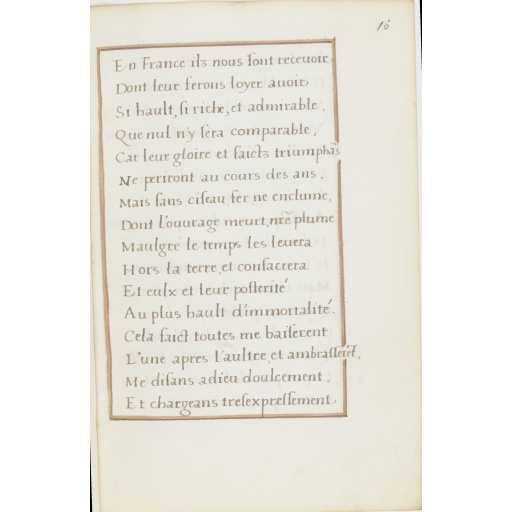 16
En France ilz nous font receuoir
Dont leur ferons loyer auoir
Si hault, si riche, et admirable,
Que nul n'y sera comparable,
Car leur gloire et faictz triumphãs
Ne periront au cours des ans.
Mais sans ciseau, fer ne enclume,
Dont l'ouurage meurt, nr̃e plume
Maulgre le temps les leuera
Hors la terre, et consacrera
Et eulx et leur posterité
Au plus hault d'immortalité.
Cela faict toutes me baiserent
L'une apres l'aultre, et ambrasserẽt,
Me disans adieu doulcement.
Et chargeans tresexpressement